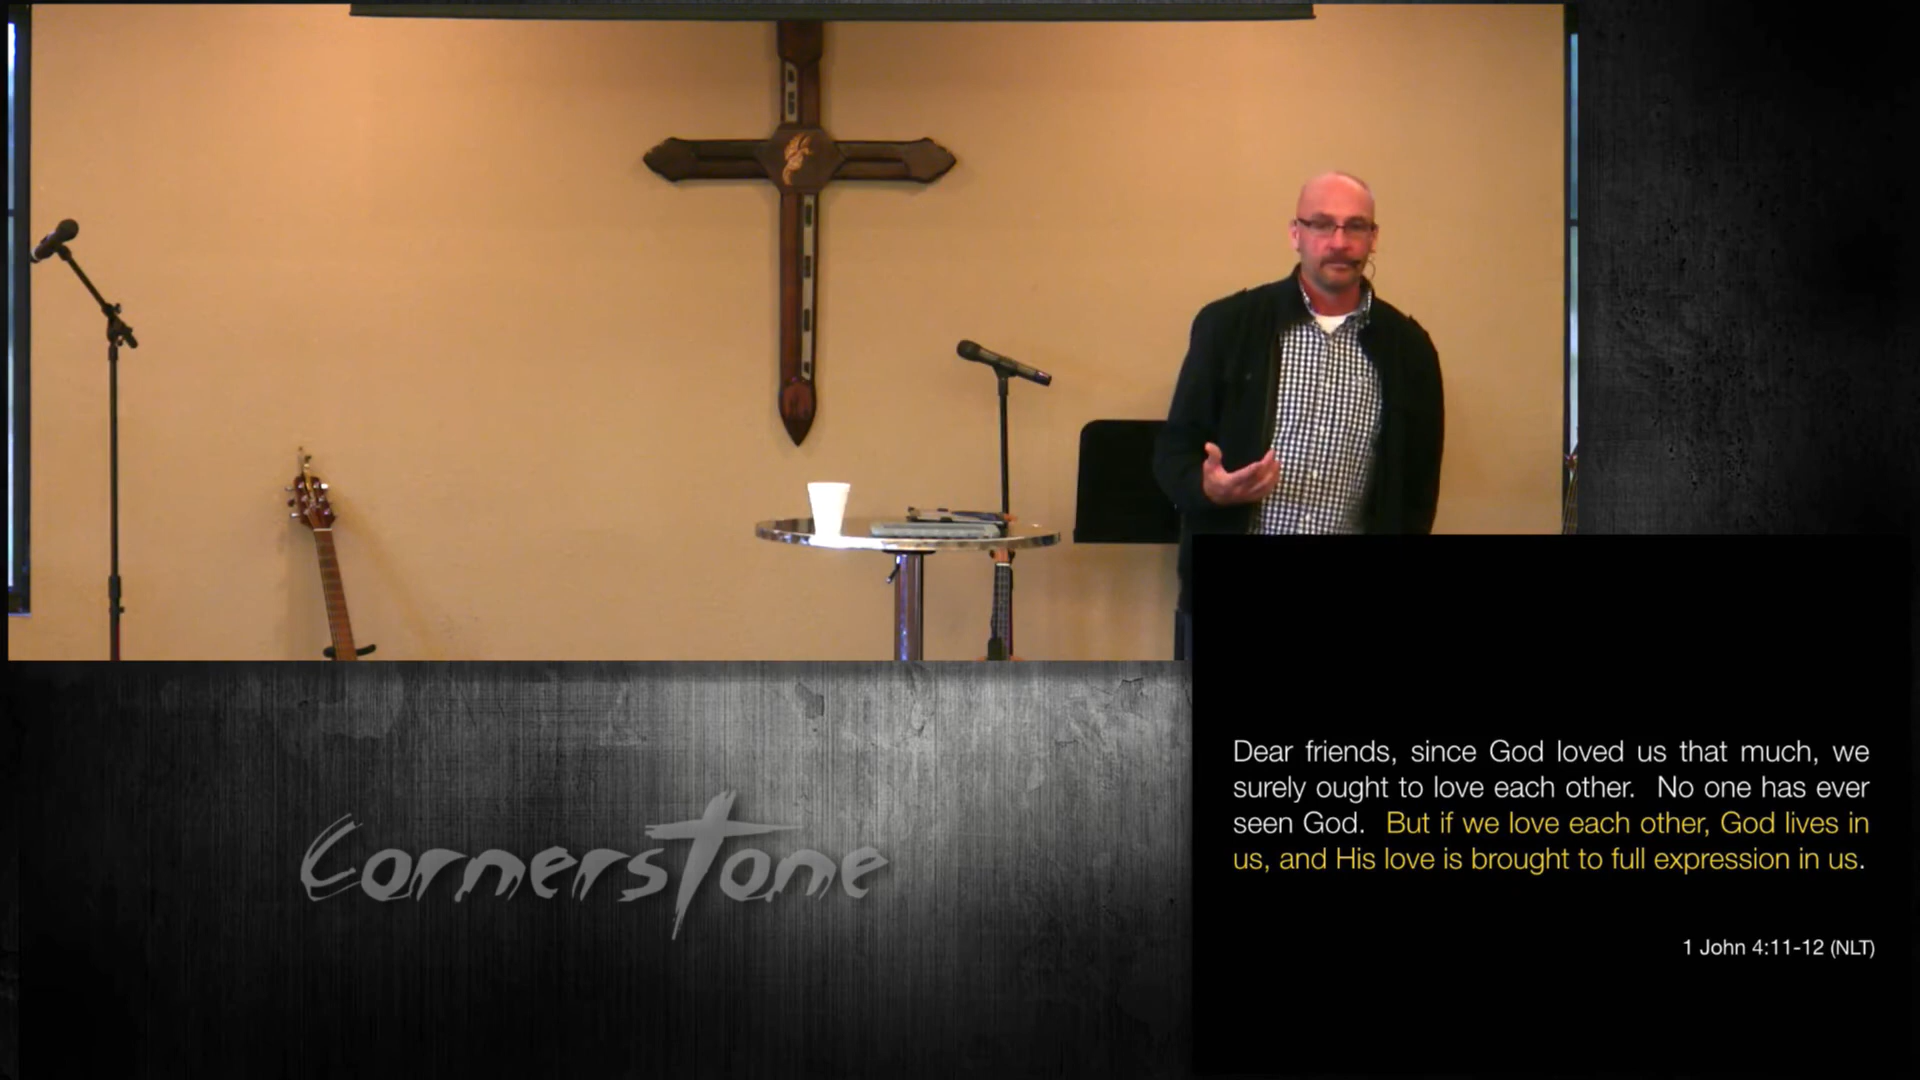 Cornerstone
Dear friends, since God loved us that much, we
surely ought to love each other.  No one has ever
seen God.  But if we love each other, God lives in
us, and His love is brought to full expression in us.
1 John 4:11-12 (NLT)